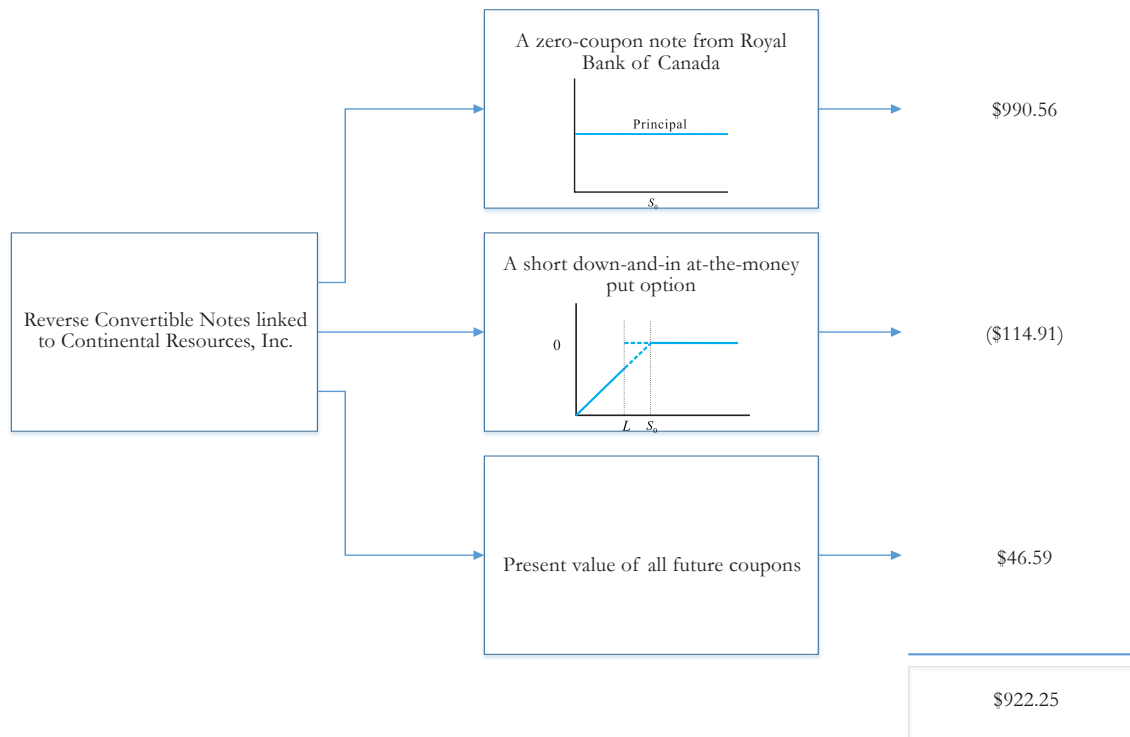 A zero-coupon note from Royal
Bank of Canada
Principal
S₀
$990.56
Reverse Convertible Notes linked
to Continental Resources, Inc.
A short down-and-in at-the-money
put option
0
L S₀
($114.91)
Present value of all future coupons
$46.59
$922.25